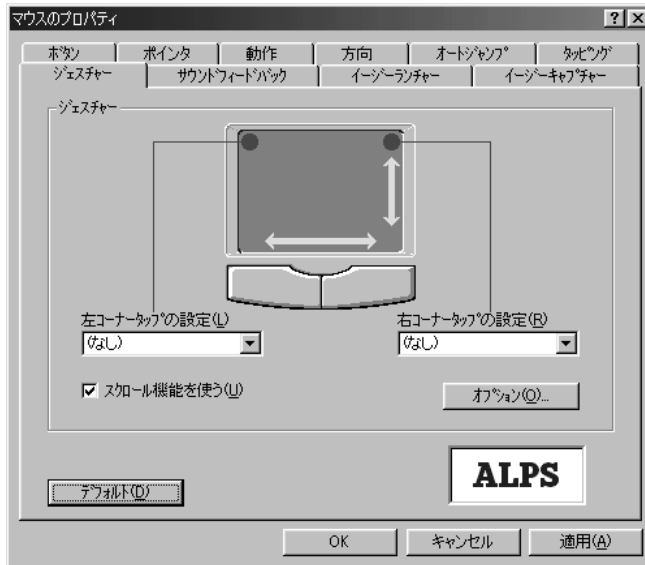 マウスのプロパティ
ボタン ポインタ 動作 方向 オートジャンプ タッピング
ジェスチャー サウンドフィードバック イージーランチャー イージーキャプチャー
ジェスチャー
左コーナータップの設定(L) 右コーナータップの設定(R)
(なし) (なし)
スクロール機能を使う(U) オプション(O)...
ALPS
デフォルト(D)
OK キャンセル 適用(A)